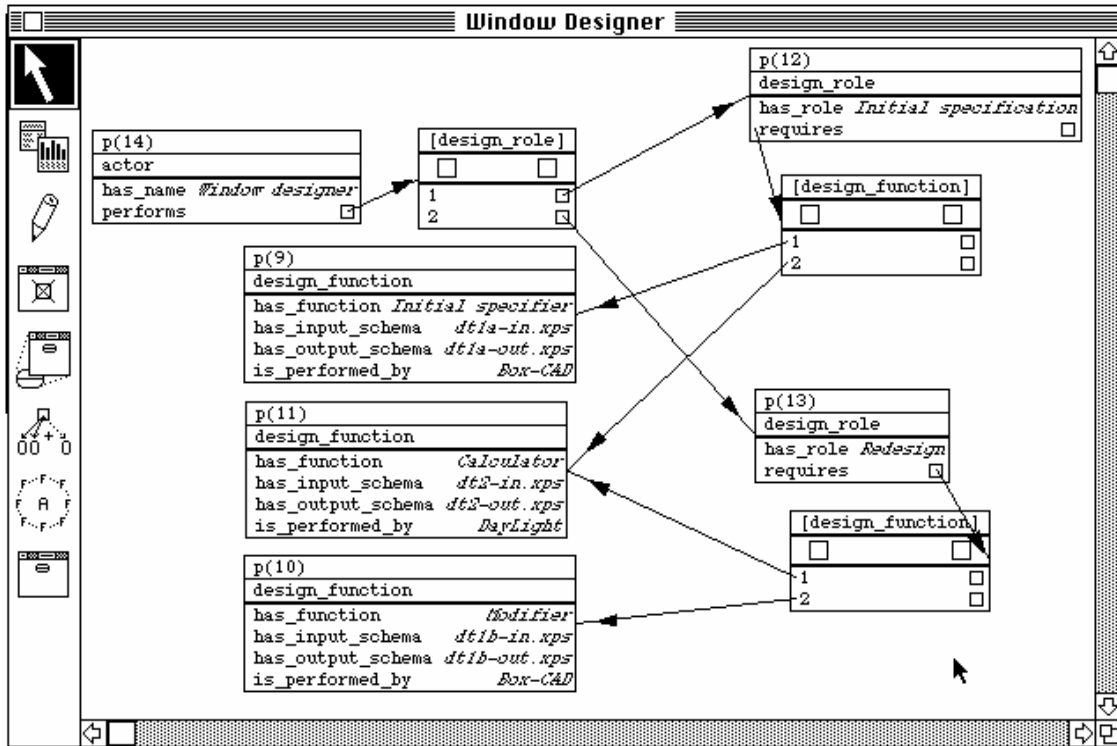 Window Designer
p(12)
design_role
has_role Initial specification
requires
p(14)
actor
has_name Window designer
performs
[design_role]
1
2
[design_function]
1
2
p(9)
design_function
has_function Initial specifier
has_input_schema dt1a-in.xps
has_output_schema dt1a-out.xps
is_performed_by Box-CAD
p(11)
design_function
has_function Calculator
has_input_schema dt2-in.xps
has_output_schema dt2-out.xps
is_performed_by DayLight
p(13)
design_role
has_role Redesign
requires
[design_function]
1
2
p(10)
design_function
has_function Modifier
has_input_schema dt1b-in.xps
has_output_schema dt1b-out.xps
is_performed_by Box-CAD
00 + 0
F F F F A F F F F